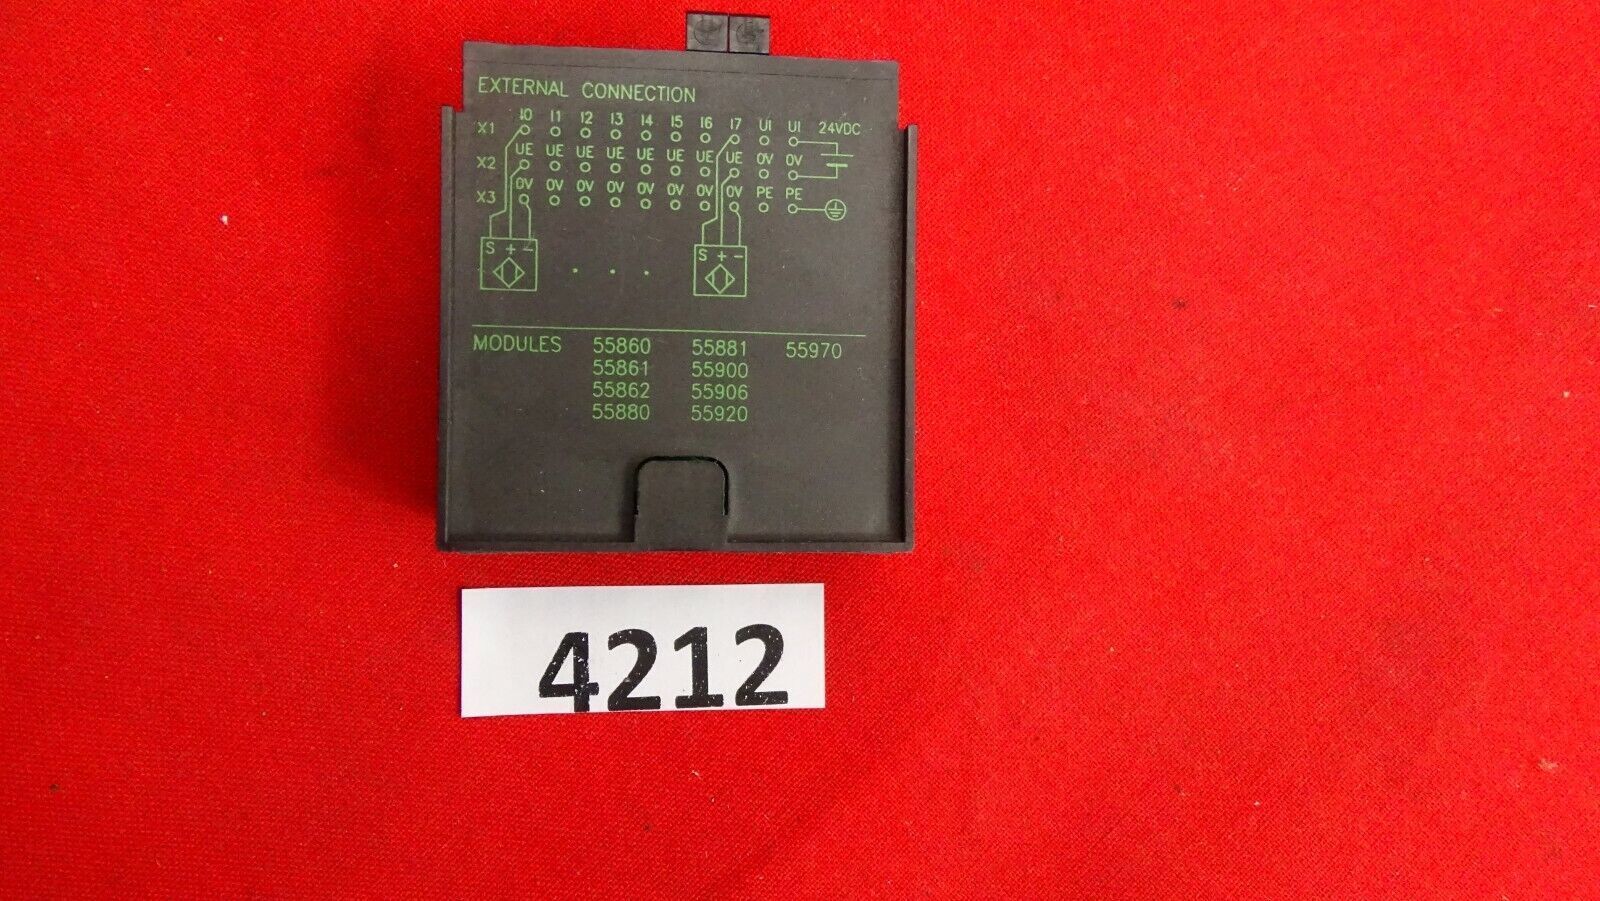 EXTERNAL CONNECTION
I0 I1 I2 I3 I4 I5 I6 I7 UI UI 24VDC
X1
UE UE UE UE UE UE UE UE 0V 0V
X2
0V 0V 0V 0V 0V 0V 0V 0V PE PE
X3
S + - S + -
. . .
MODULES 55860 55881 55970
55861 55900
55862 55906
55880 55920
4212